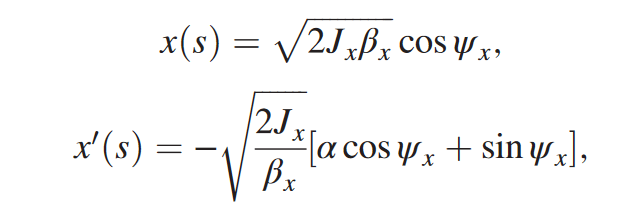 x(s) = √(2J_xβ_x) cos ψ_x,
x′(s) = −√(2J_x/β_x) [α cos ψ_x + sin ψ_x],